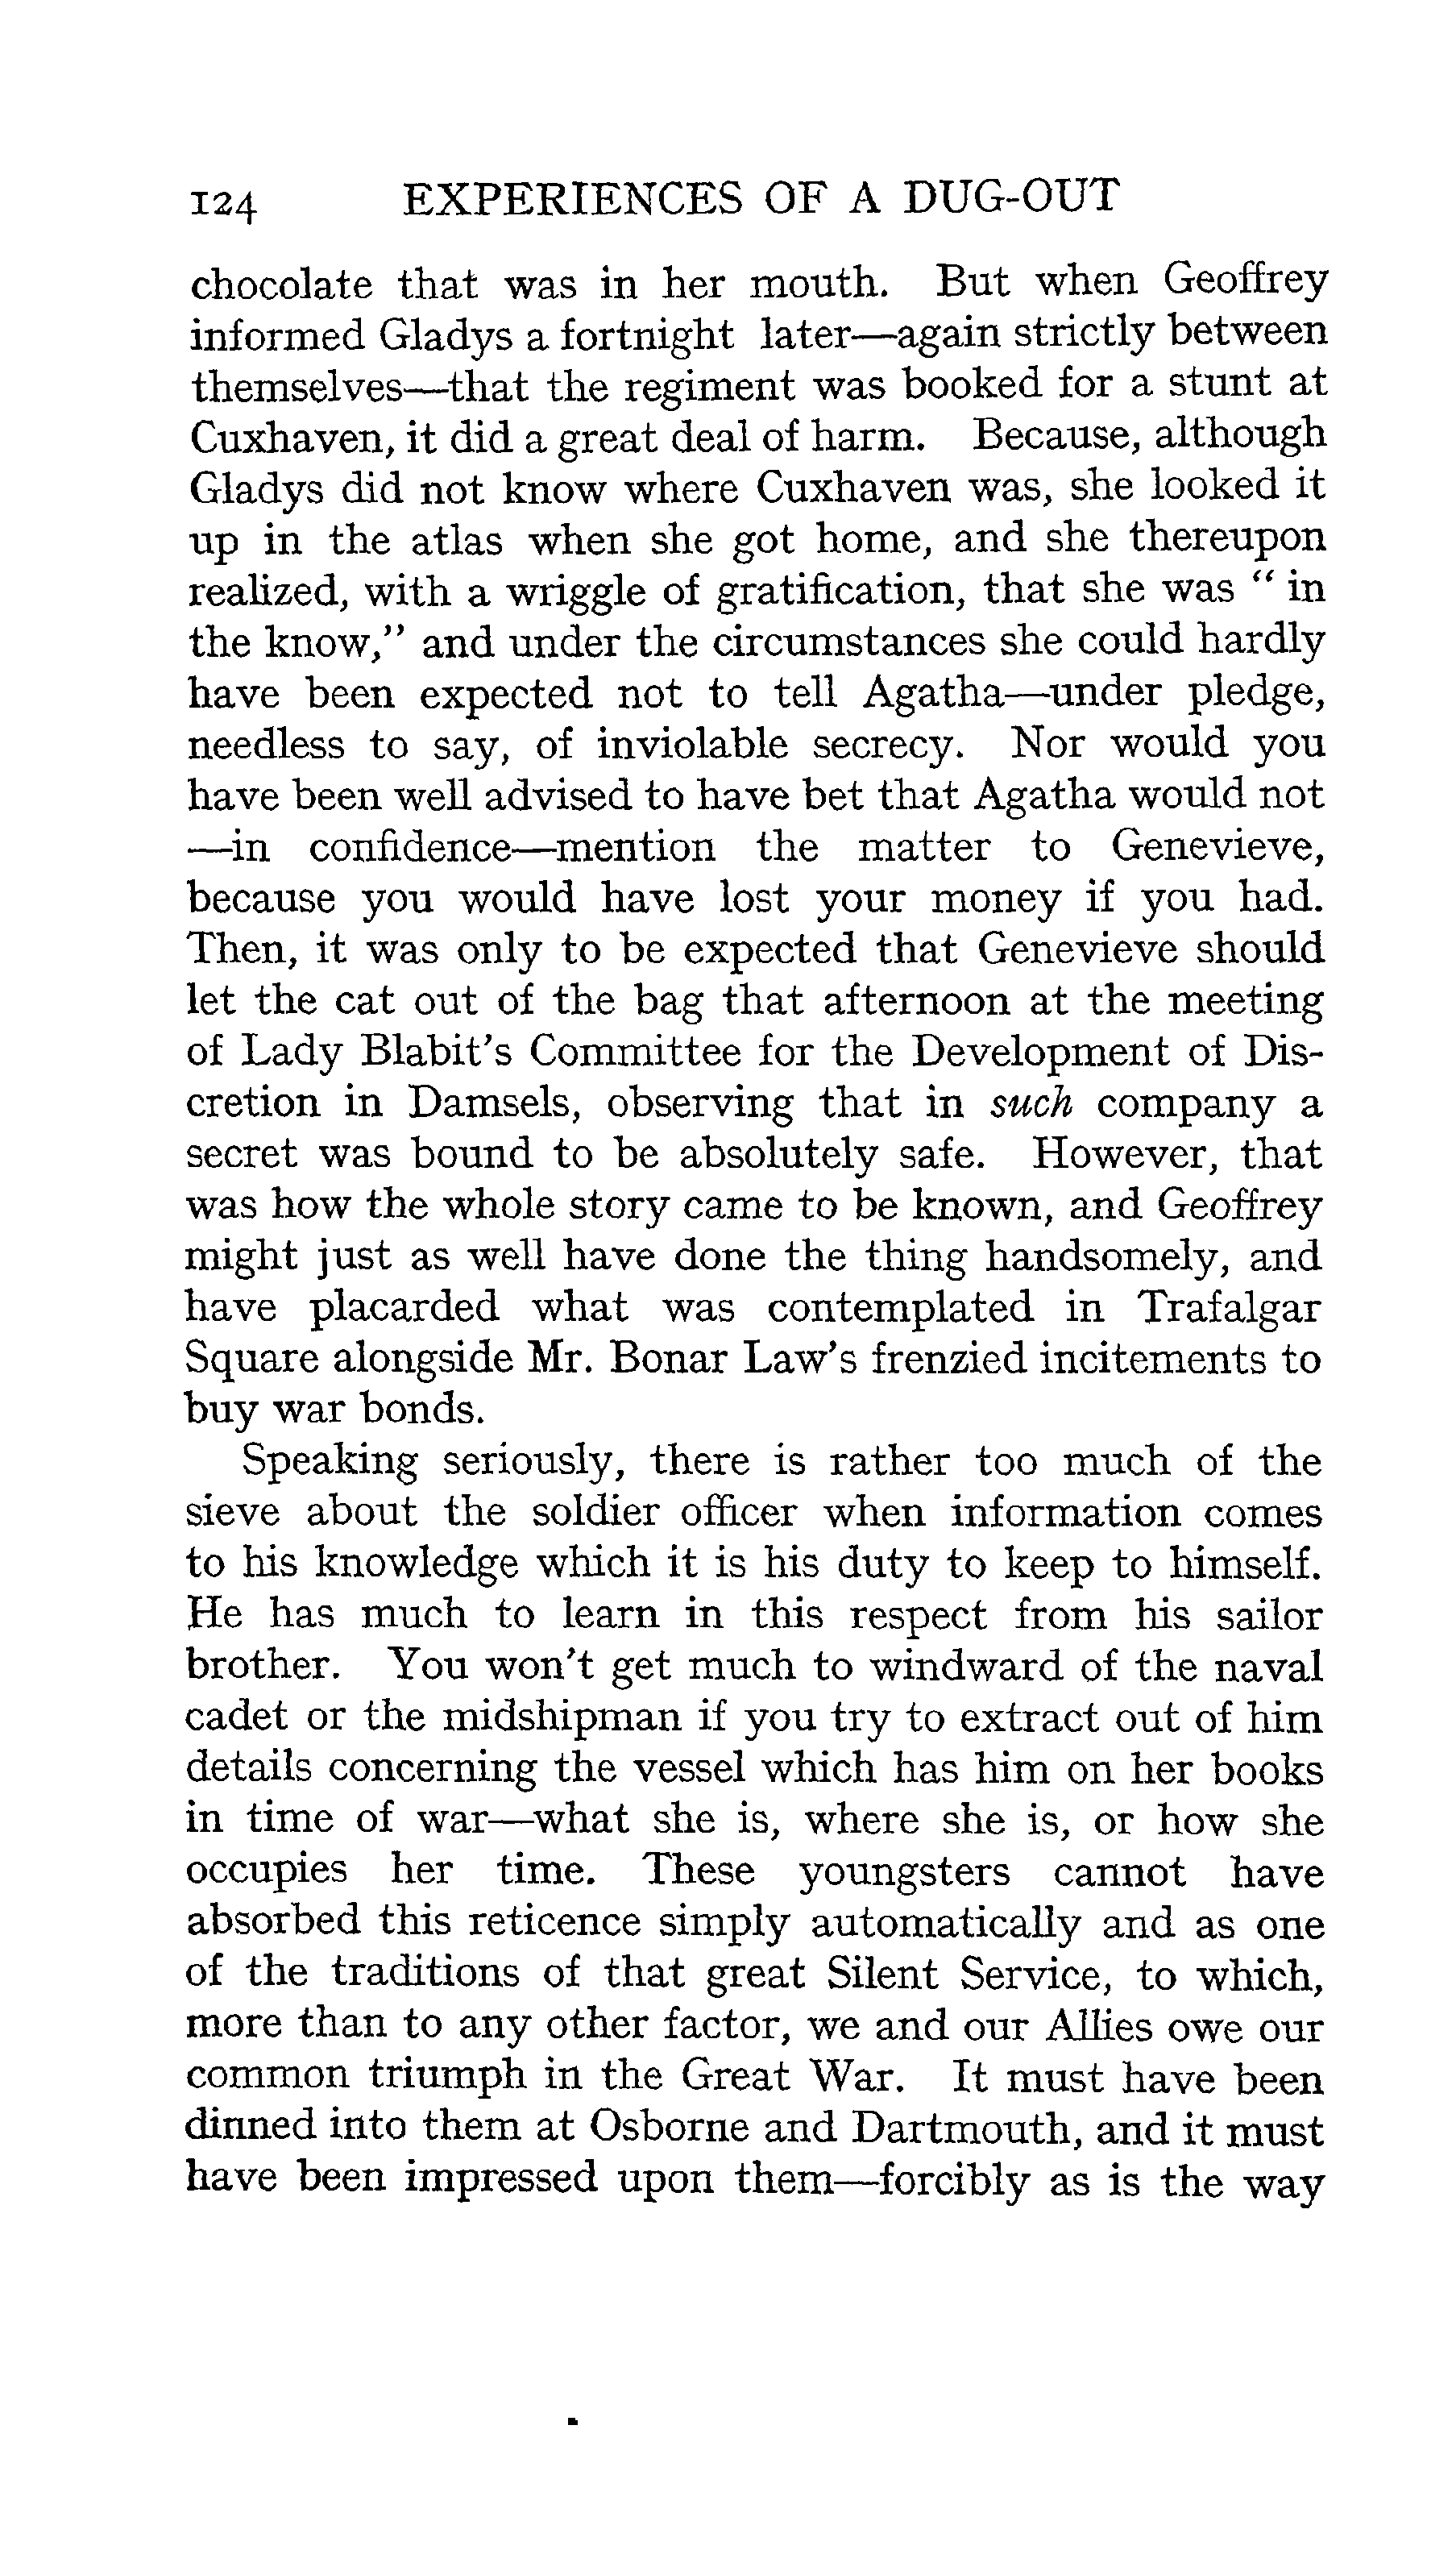 124 EXPERIENCES OF A DUG-OUT
chocolate that was in her mouth. But when Geoffrey
informed Gladys a fortnight later—again strictly between
themselves—that the regiment was booked for a stunt at
Cuxhaven, it did a great deal of harm. Because, although
Gladys did not know where Cuxhaven was, she looked it
up in the atlas when she got home, and she thereupon
realized, with a wriggle of gratification, that she was " in
the know," and under the circumstances she could hardly
have been expected not to tell Agatha—under pledge,
needless to say, of inviolable secrecy. Nor would you
have been well advised to have bet that Agatha would not
—in confidence—mention the matter to Genevieve,
because you would have lost your money if you had.
Then, it was only to be expected that Genevieve should
let the cat out of the bag that afternoon at the meeting
of Lady Blabit's Committee for the Development of Dis-
cretion in Damsels, observing that in such company a
secret was bound to be absolutely safe. However, that
was how the whole story came to be known, and Geoffrey
might just as well have done the thing handsomely, and
have placarded what was contemplated in Trafalgar
Square alongside Mr. Bonar Law's frenzied incitements to
buy war bonds.
Speaking seriously, there is rather too much of the
sieve about the soldier officer when information comes
to his knowledge which it is his duty to keep to himself.
He has much to learn in this respect from his sailor
brother. You won't get much to windward of the naval
cadet or the midshipman if you try to extract out of him
details concerning the vessel which has him on her books
in time of war—what she is, where she is, or how she
occupies her time. These youngsters cannot have
absorbed this reticence simply automatically and as one
of the traditions of that great Silent Service, to which,
more than to any other factor, we and our Allies owe our
common triumph in the Great War. It must have been
dinned into them at Osborne and Dartmouth, and it must
have been impressed upon them—forcibly as is the way